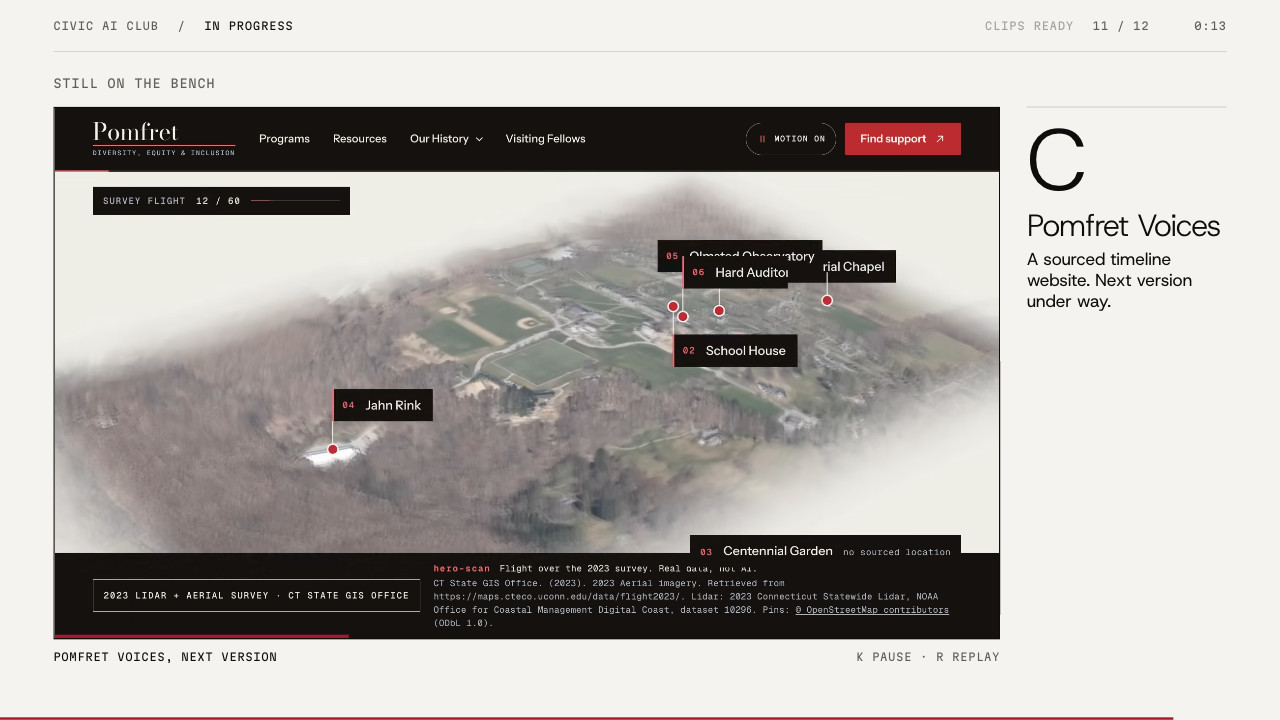 CIVIC AI CLUB / IN PROGRESS
CLIPS READY 11 / 12 0:13
STILL ON THE BENCH
Pomfret
DIVERSITY, EQUITY & INCLUSION
Programs Resources Our History Visiting Fellows
MOTION ON
Find support
SURVEY FLIGHT 12 / 60
05 Olmsted Observatory
06 Hard Auditor
rial Chapel
02 School House
04 Jahn Rink
03 Centennial Garden no sourced location
2023 LIDAR + AERIAL SURVEY · CT STATE GIS OFFICE
hero-scan Flight over the 2023 survey. Real data, not AI.
CT State GIS Office. (2023). 2023 Aerial imagery. Retrieved from
https://maps.cteco.uconn.edu/data/flight2023/. Lidar: 2023 Connecticut Statewide Lidar, NOAA
Office for Coastal Management Digital Coast, dataset 10296. Pins: © OpenStreetMap contributors
(ODbL 1.0).
POMFRET VOICES, NEXT VERSION
K PAUSE · R REPLAY
C
Pomfret Voices
A sourced timeline
website. Next version
under way.